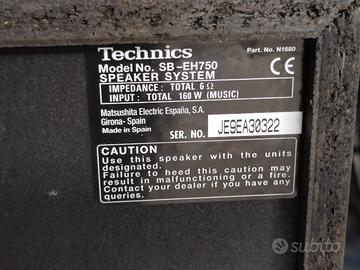 Technics
Part. No. N1680
Model No. SB-EH750
SPEAKER SYSTEM
CE
IMPEDANCE: TOTAL 6 Ω
INPUT: TOTAL 160 W (MUSIC)
Matsushita Electric España, S.A.
Girona- Spain
Made in Spain
SER. NO. JE9EA30322
CAUTION
Use this speaker with the units
designated.
Failure to heed this caution may
result in malfunctioning or a fire.
Contact your dealer if you have any
queries.
subito